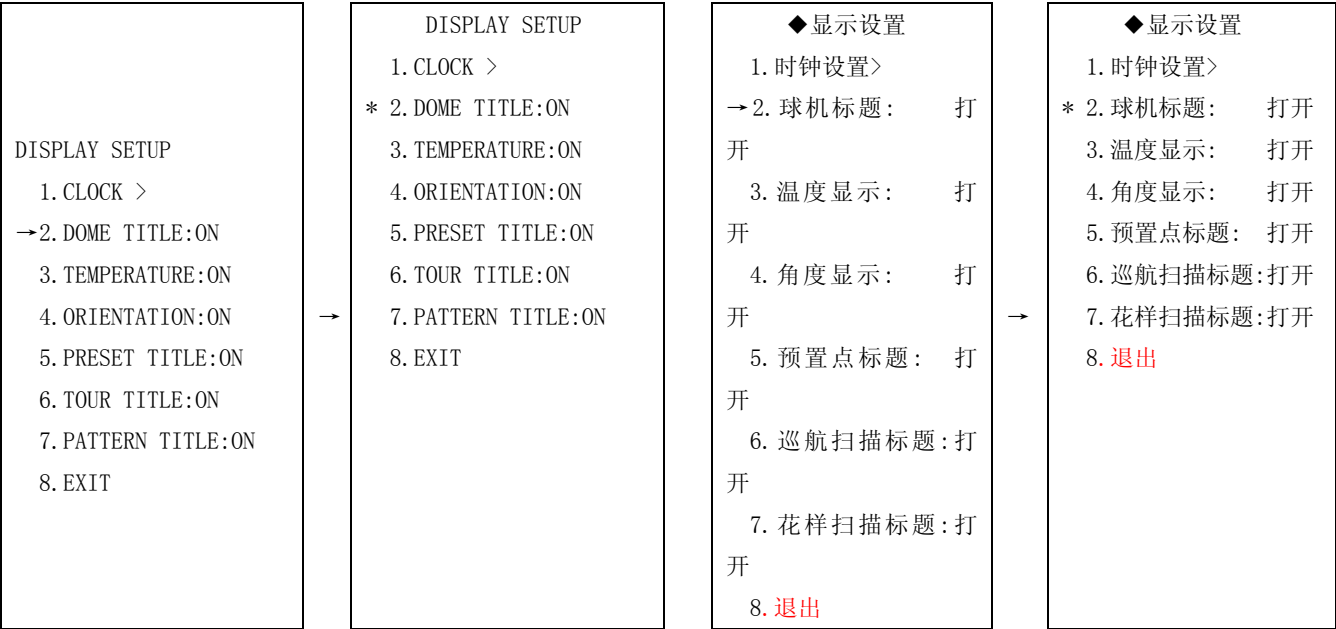 DISPLAY SETUP
1.CLOCK >
→2.DOME TITLE:ON
3.TEMPERATURE:ON
4.ORIENTATION:ON
5.PRESET TITLE:ON
6.TOUR TITLE:ON
7.PATTERN TITLE:ON
8.EXIT
→
DISPLAY SETUP
1.CLOCK >
* 2.DOME TITLE:ON
3.TEMPERATURE:ON
4.ORIENTATION:ON
5.PRESET TITLE:ON
6.TOUR TITLE:ON
7.PATTERN TITLE:ON
8.EXIT
◆显示设置
1.时钟设置>
→2.球机标题: 打
开
3.温度显示: 打
开
4.角度显示: 打
开
5.预置点标题: 打
开
6.巡航扫描标题:打
开
7.花样扫描标题:打
开
8.退出
→
◆显示设置
1.时钟设置>
* 2.球机标题: 打开
3.温度显示: 打开
4.角度显示: 打开
5.预置点标题: 打开
6.巡航扫描标题:打开
7.花样扫描标题:打开
8.退出